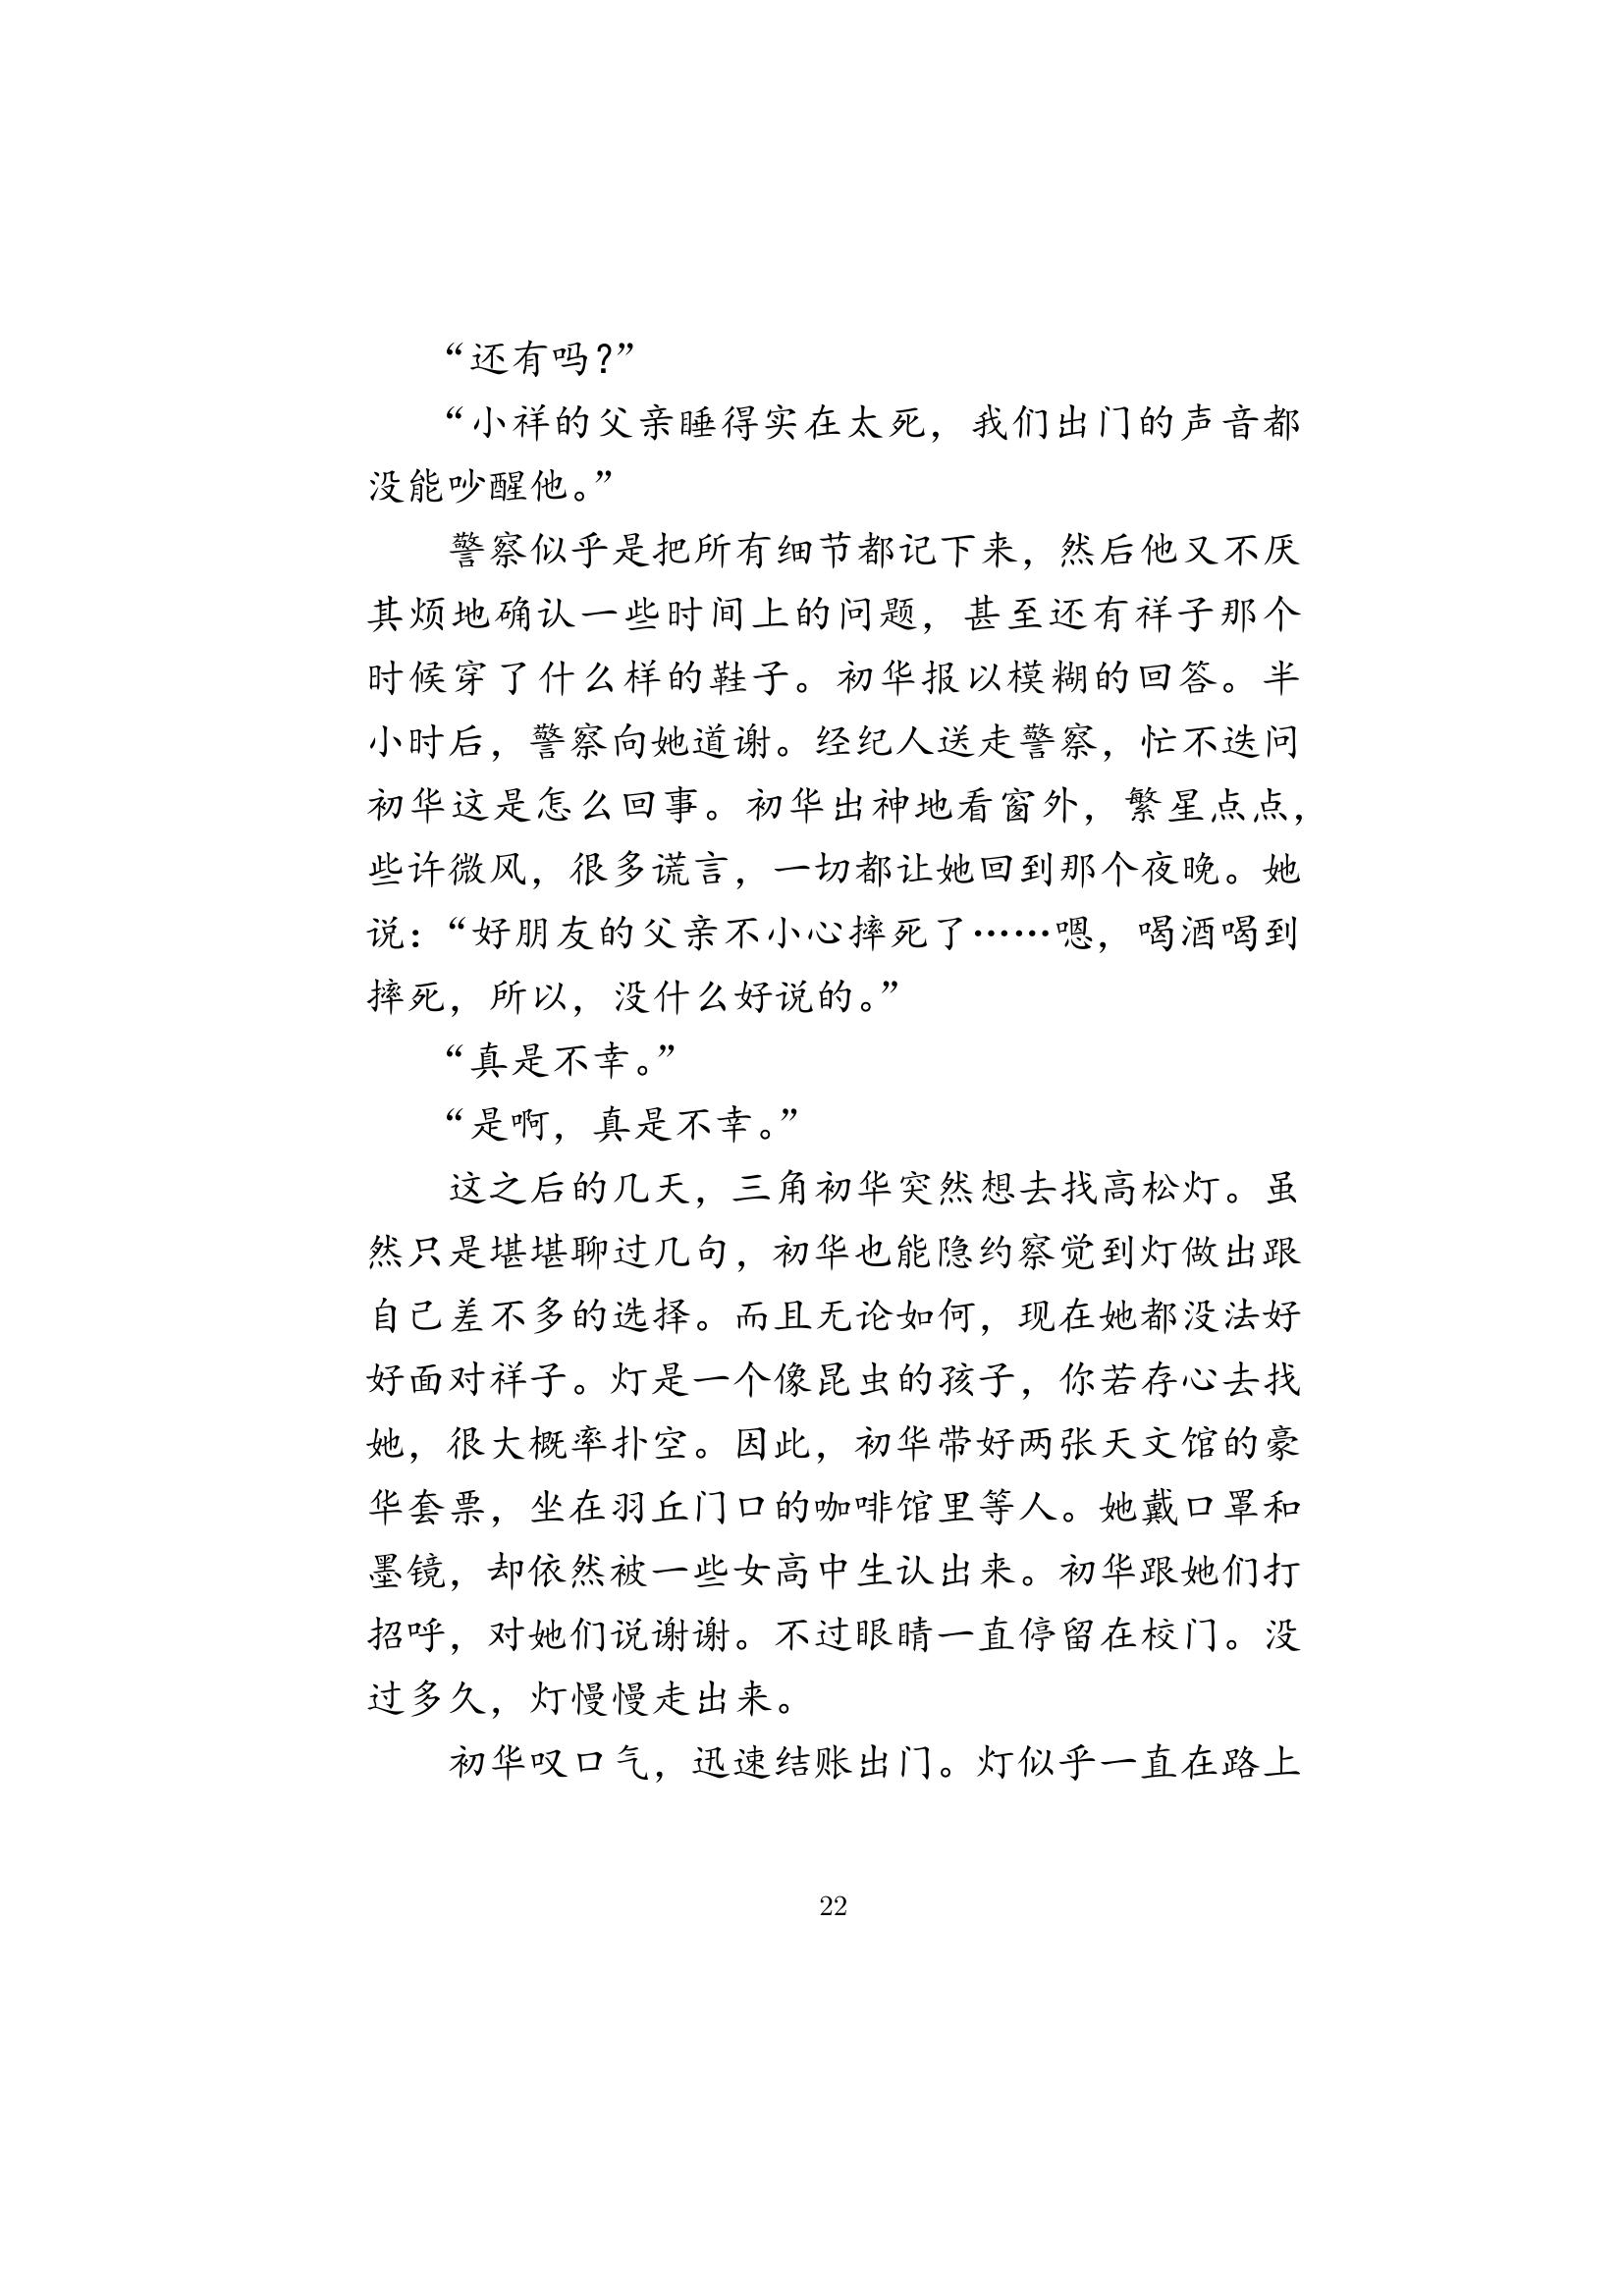 “还有吗?”
“小祥的父亲睡得实在太死，我们出门的声音都
没能吵醒他。”
警察似乎是把所有细节都记下来，然后他又不厌
其烦地确认一些时间上的问题，甚至还有祥子那个
时候穿了什么样的鞋子。初华报以模糊的回答。半
小时后，警察向她道谢。经纪人送走警察，忙不迭问
初华这是怎么回事。初华出神地看窗外，繁星点点，
些许微风，很多谎言，一切都让她回到那个夜晚。她
说：“好朋友的父亲不小心摔死了……嗯，喝酒喝到
摔死，所以，没什么好说的。”
“真是不幸。”
“是啊，真是不幸。”
这之后的几天，三角初华突然想去找高松灯。虽
然只是堪堪聊过几句，初华也能隐约察觉到灯做出跟
自己差不多的选择。而且无论如何，现在她都没法好
好面对祥子。灯是一个像昆虫的孩子，你若存心去找
她，很大概率扑空。因此，初华带好两张天文馆的豪
华套票，坐在羽丘门口的咖啡馆里等人。她戴口罩和
墨镜，却依然被一些女高中生认出来。初华跟她们打
招呼，对她们说谢谢。不过眼睛一直停留在校门。没
过多久，灯慢慢走出来。
初华叹口气，迅速结账出门。灯似乎一直在路上
22